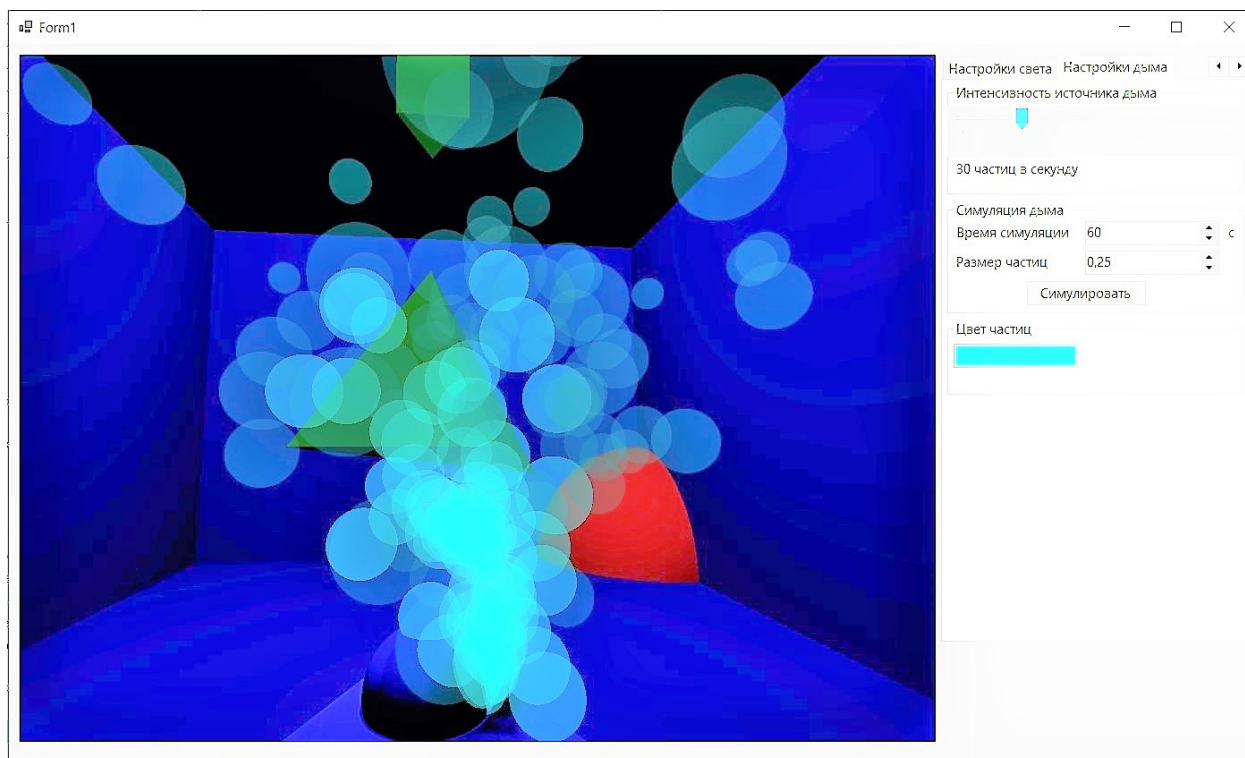 Form1
Настройки света Настройки дыма
Интенсивность источника дыма
30 частиц в секунду
Симуляция дыма
Время симуляции 60 с
Размер частиц 0,25
Симулировать
Цвет частиц